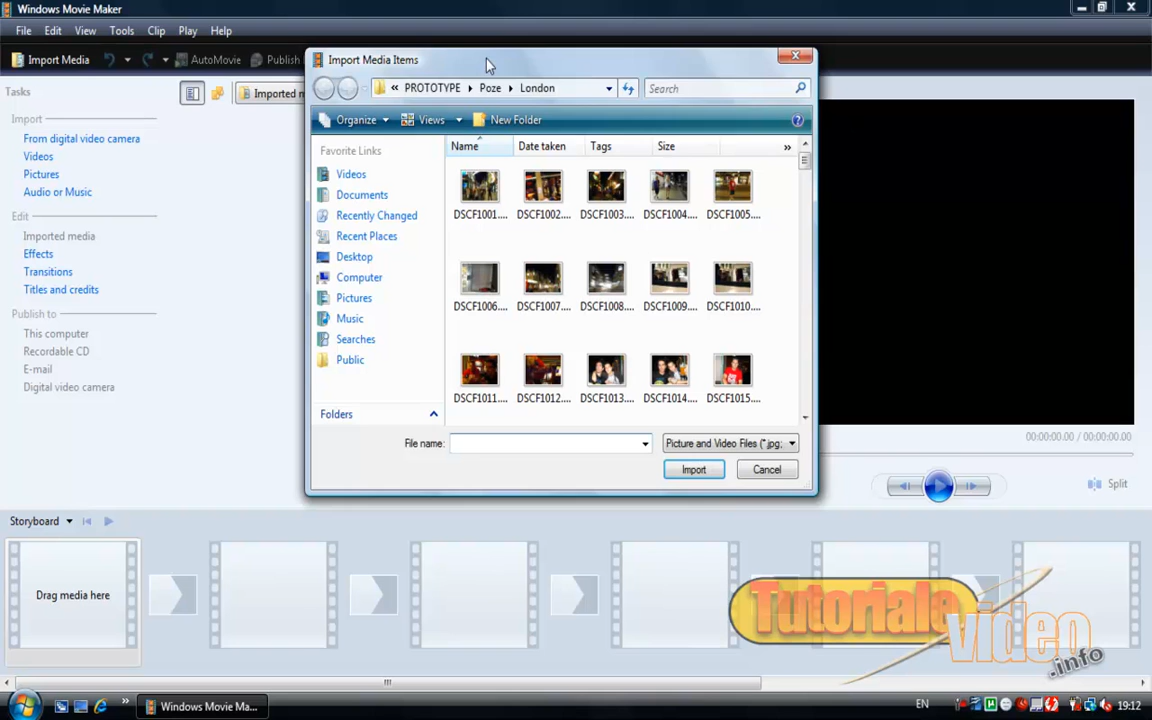 Windows Movie Maker
File Edit View Tools Clip Play Help
Import Media AutoMovie Publish
Tasks
Imported m
Import
From digital video camera
Videos
Pictures
Audio or Music
Edit
Imported media
Effects
Transitions
Titles and credits
Publish to
This computer
Recordable CD
E-mail
Digital video camera
Import Media Items
« PROTOTYPE Poze London
Search
Organize Views New Folder
Favorite Links
Videos
Documents
Recently Changed
Recent Places
Desktop
Computer
Pictures
Music
Searches
Public
Folders
Name Date taken Tags Size »
DSCF1001.... DSCF1002.... DSCF1003.... DSCF1004.... DSCF1005....
DSCF1006.... DSCF1007.... DSCF1008.... DSCF1009.... DSCF1010....
DSCF1011.... DSCF1012.... DSCF1013.... DSCF1014.... DSCF1015....
File name:
Picture and Video Files (*.jpg;
Import Cancel
00:00:00.00 / 00:00:00.00
Split
Storyboard
Drag media here
Tutoriale
video
.info
» Windows Movie Ma... EN 19:12